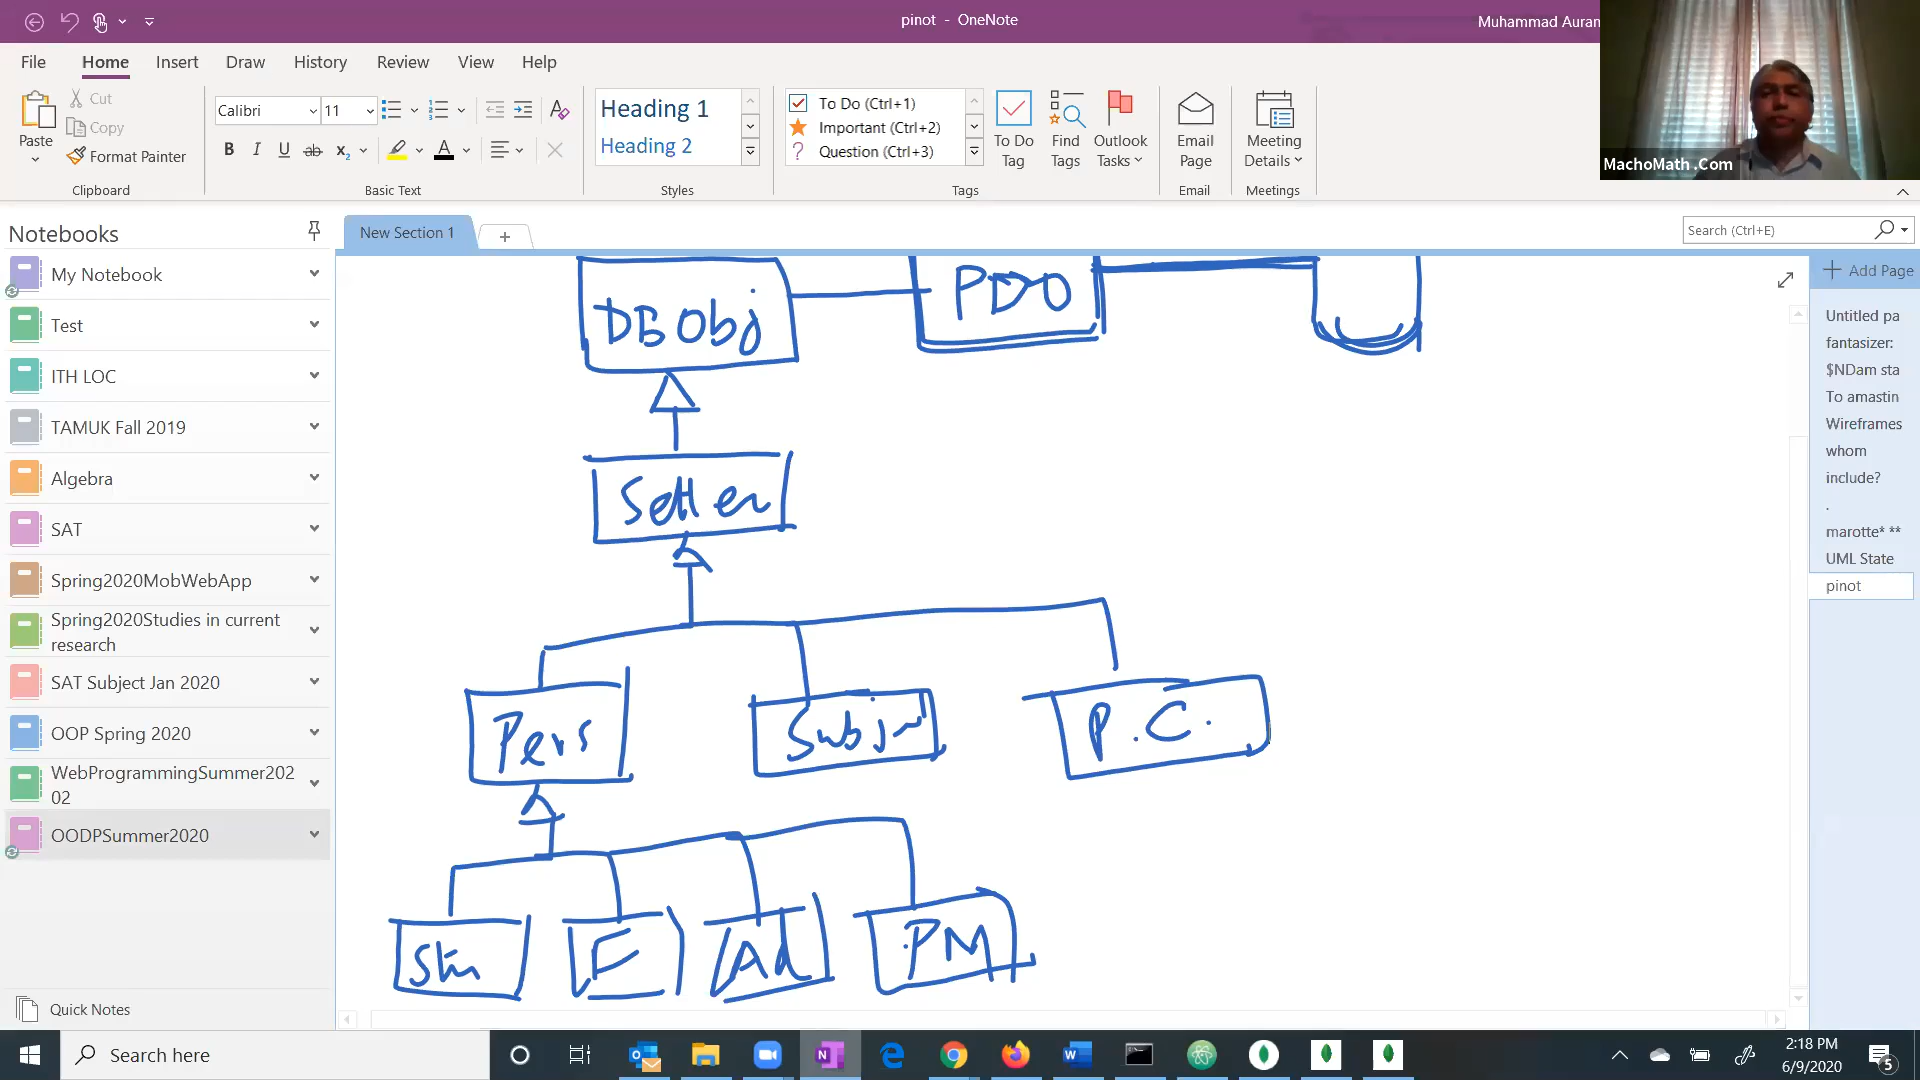 pinot - OneNote
Muhammad Auran
File Home Insert Draw History Review View Help
Paste
Cut
Copy
Format Painter
Clipboard
Calibri 11
B I U ab x₂ A
Basic Text
Heading 1
Heading 2
Styles
To Do (Ctrl+1)
Important (Ctrl+2)
? Question (Ctrl+3)
To Do
Tag
Find
Tags
Outlook
Tasks
Tags
Email
Page
Email
Meeting
Details
Meetings
MachoMath .Com
Notebooks
New Section 1 +
Search (Ctrl+E)
My Notebook
Test
ITH LOC
TAMUK Fall 2019
Algebra
SAT
Spring2020MobWebApp
Spring2020Studies in current
research
SAT Subject Jan 2020
OOP Spring 2020
WebProgrammingSummer202
02
OODPSummer2020
Quick Notes
DB Obj
PDO
Setter
Pers
P.C.
F
Ad
PM
+ Add Page
Untitled pa
fantasizer:
$NDam sta
To amastin
Wireframes
whom
include?
.
marotte* **
UML State
pinot
Search here
2:18 PM
6/9/2020
5